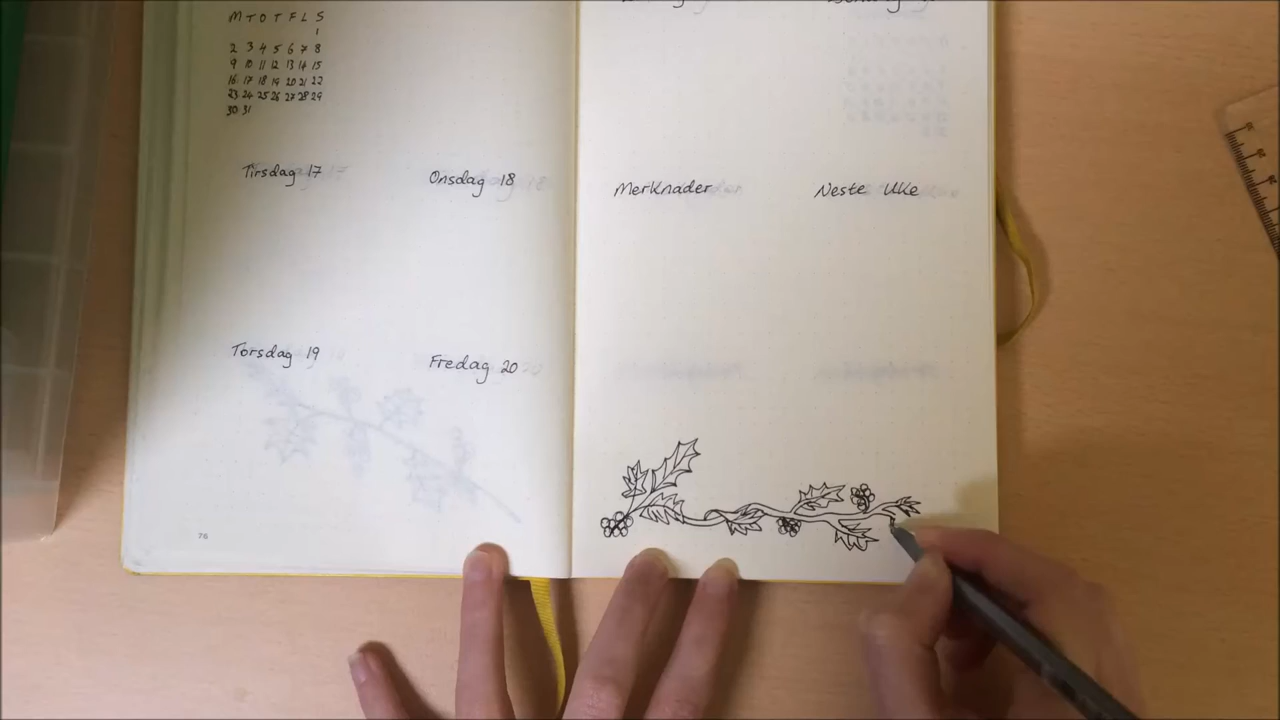 M T O T F L S
1
2 3 4 5 6 7 8
9 10 11 12 13 14 15
16 17 18 19 20 21 22
23 24 25 26 27 28 29
30 31
Tirsdag 17
Onsdag 18
Torsdag 19
Fredag 20
76
Merknader
Neste Uke